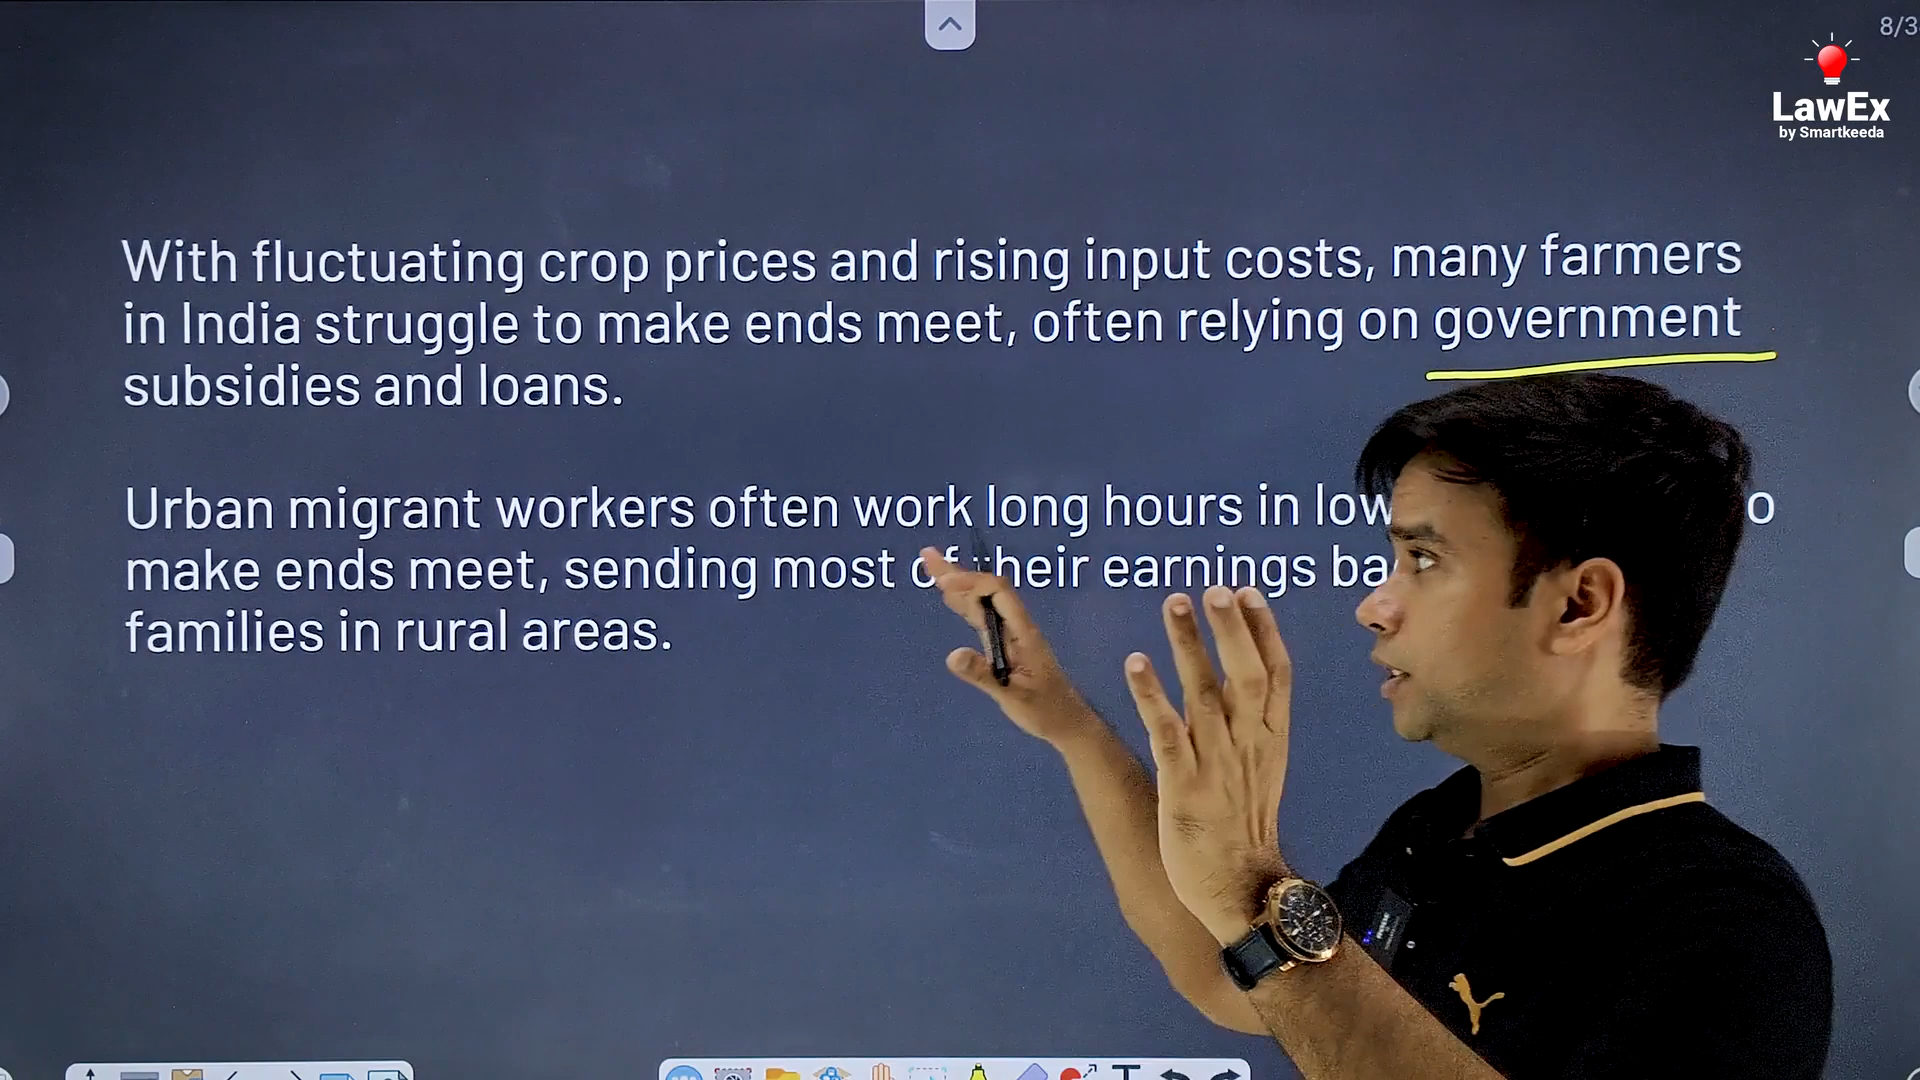 8/3
LawEx
by Smartkeeda
With fluctuating crop prices and rising input costs, many farmers
in India struggle to make ends meet, often relying on government
subsidies and loans.
Urban migrant workers often work long hours in low
make ends meet, sending most of their earnings
families in rural areas.